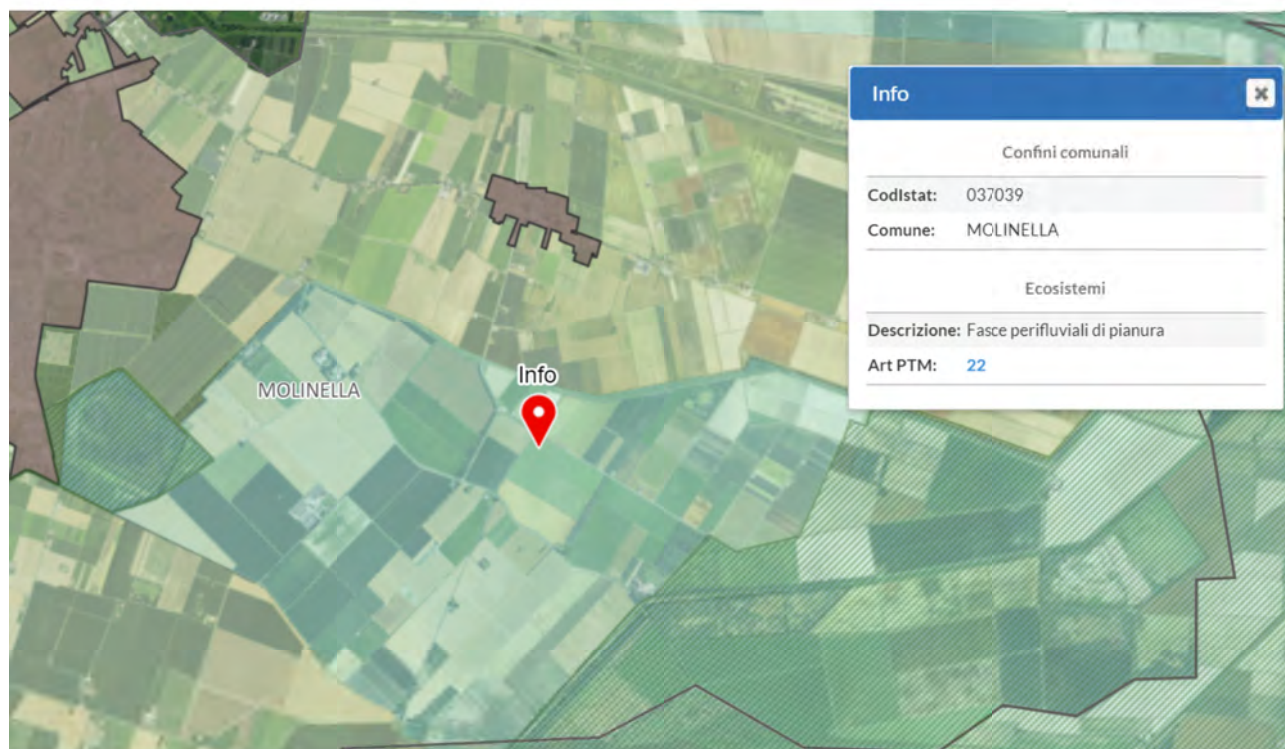 Info
Confini comunali
CodIstat: 037039
Comune: MOLINELLA
Ecosistemi
Descrizione: Fasce perifluviali di pianura
Art PTM: 22
Info
MOLINELLA